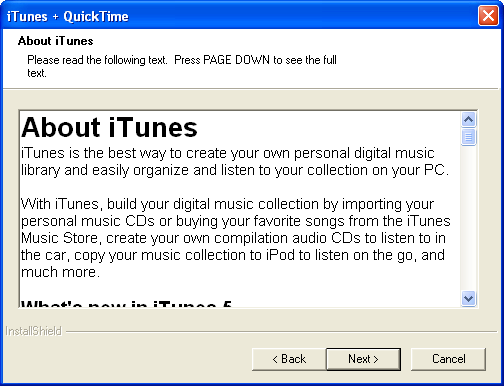 iTunes + QuickTime
About iTunes
Please read the following text. Press PAGE DOWN to see the full
text.
About iTunes
iTunes is the best way to create your own personal digital music
library and easily organize and listen to your collection on your PC.
With iTunes, build your digital music collection by importing your
personal music CDs or buying your favorite songs from the iTunes
Music Store, create your own compilation audio CDs to listen to in
the car, copy your music collection to iPod to listen on the go, and
much more.
What's new in iTunes 5
InstallShield
< Back
Next >
Cancel